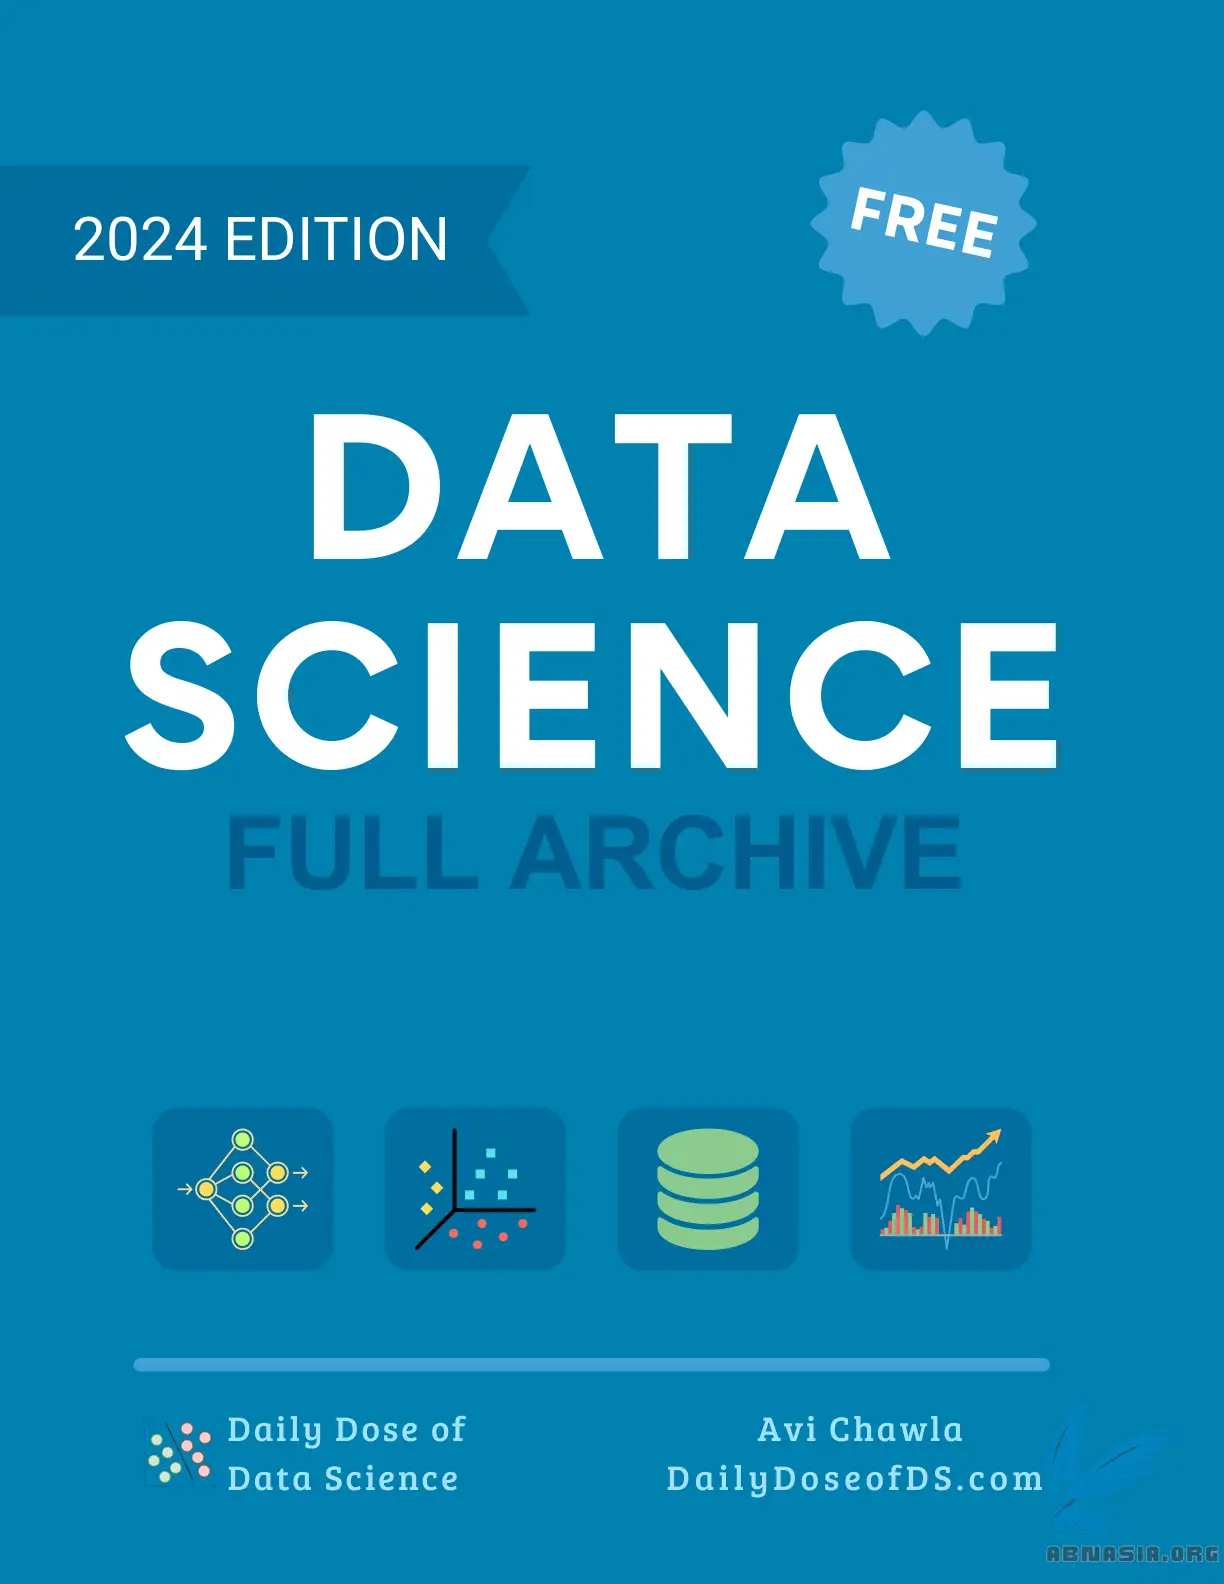 2024 EDITION
FREE
DATA
SCIENCE
FULL ARCHIVE
Daily Dose of
Data Science
Avi Chawla
DailyDoseofDS.com
ABNASIA.ORG